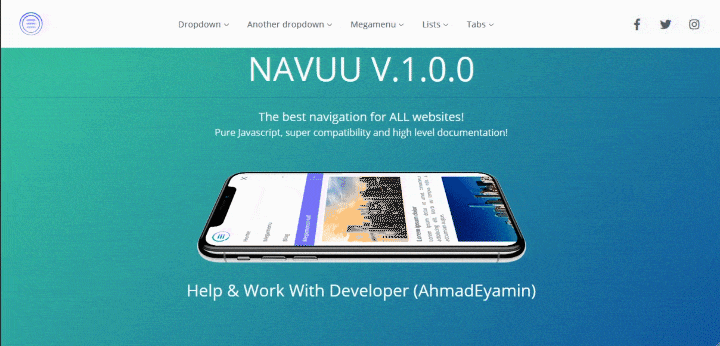 Dropdown Another dropdown Megamenu Lists Tabs
NAVUU V.1.0.0
The best navigation for ALL websites!
Pure Javascript, super compatibility and high level documentation!
Help & Work With Developer (AhmadEyamin)